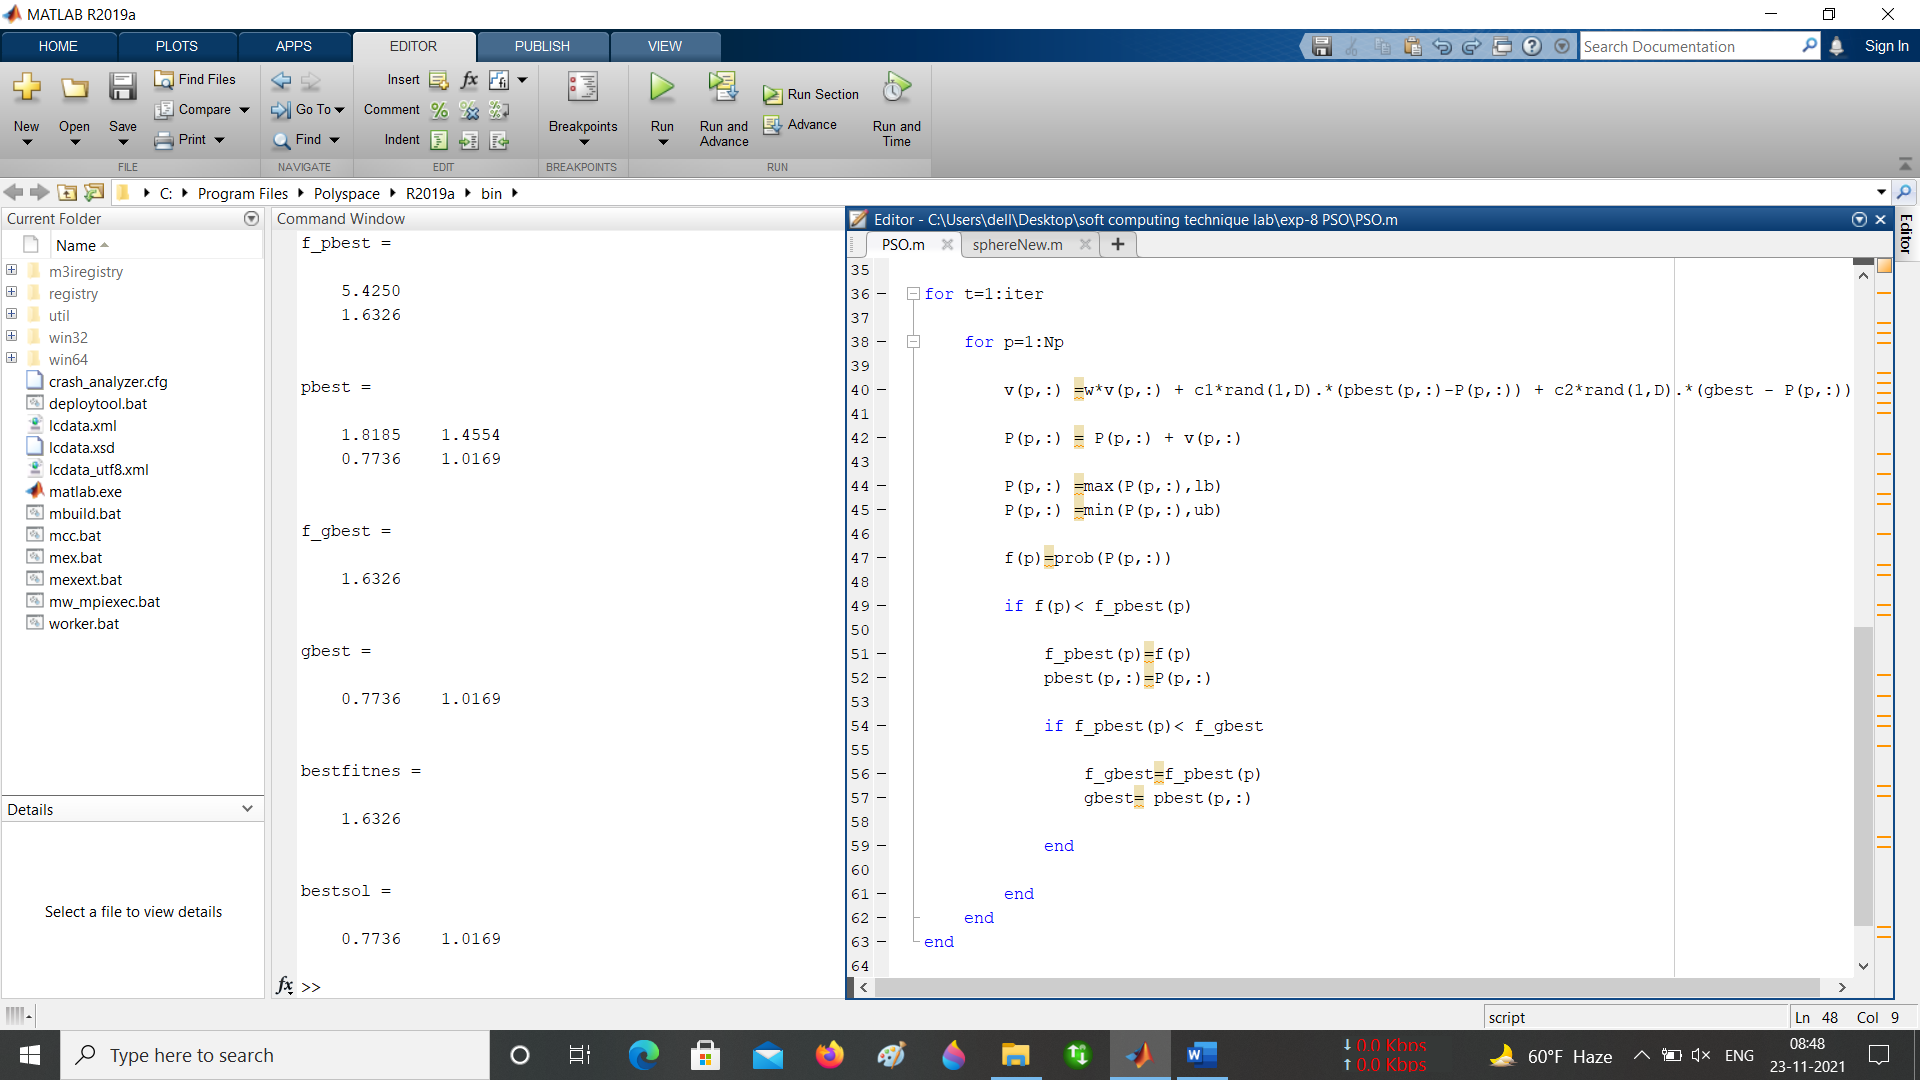 MATLAB R2019a
HOME PLOTS APPS EDITOR PUBLISH VIEW
Search Documentation Sign In
New Open Save Find Files Compare Print
Go To Find
Insert fx Comment Indent
Breakpoints
Run Run and Advance Run Section Advance Run and Time
FILE NAVIGATE EDIT BREAKPOINTS RUN
C: Program Files Polyspace R2019a bin
Current Folder
Name
m3iregistry
registry
util
win32
win64
crash_analyzer.cfg
deploytool.bat
lcdata.xml
lcdata.xsd
lcdata_utf8.xml
matlab.exe
mbuild.bat
mcc.bat
mex.bat
mexext.bat
mw_mpiexec.bat
worker.bat
Details
Select a file to view details
Command Window
f_pbest =
5.4250
1.6326
pbest =
1.8185 1.4554
0.7736 1.0169
f_gbest =
1.6326
gbest =
0.7736 1.0169
bestfitnes =
1.6326
bestsol =
0.7736 1.0169
fx >>
Editor - C:\Users\dell\Desktop\soft computing technique lab\exp-8 PSO\PSO.m
Editor
PSO.m sphereNew.m +
35
36 – for t=1:iter
37
38 – for p=1:Np
39
40 – v(p,:) =w*v(p,:) + c1*rand(1,D).*(pbest(p,:)-P(p,:)) + c2*rand(1,D).*(gbest - P(p,:))
41
42 – P(p,:) = P(p,:) + v(p,:)
43
44 – P(p,:) =max(P(p,:),lb)
45 – P(p,:) =min(P(p,:),ub)
46
47 – f(p)=prob(P(p,:))
48
49 – if f(p)< f_pbest(p)
50
51 – f_pbest(p)=f(p)
52 – pbest(p,:)=P(p,:)
53
54 – if f_pbest(p)< f_gbest
55
56 – f_gbest=f_pbest(p)
57 – gbest= pbest(p,:)
58
59 – end
60
61 – end
62 – end
63 – end
64
script Ln 48 Col 9
Type here to search
0.0 Kbps
0.0 Kbps
60°F Haze ENG
08:48
23-11-2021